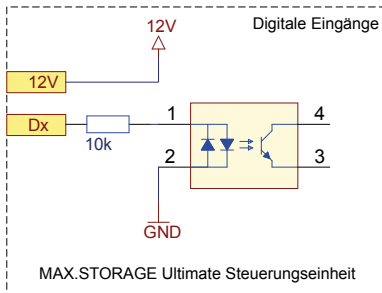 Digitale Eingänge
12V
12V
Dx
10k
1
2
4
3
GND
MAX.STORAGE Ultimate Steuerungseinheit